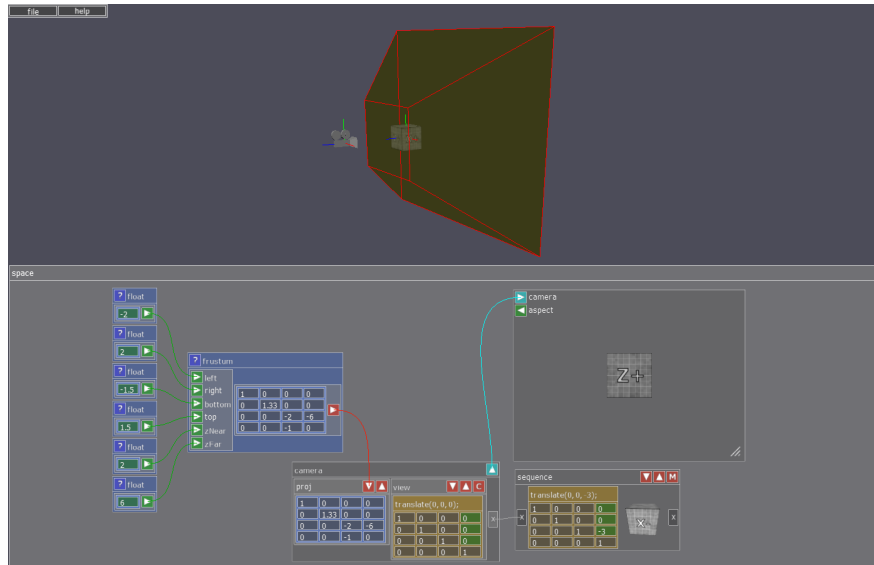 file help
space
? float
-2
? float
2
? float
-1.5
? float
1.5
? float
2
? float
6
? frustum
left
right
bottom
top
zNear
zFar
1 0 0 0
0 1.33 0 0
0 0 -2 -6
0 0 -1 0
camera
proj
1 0 0 0
0 1.33 0 0
0 0 -2 -6
0 0 -1 0
view C
translate(0, 0, 0);
1 0 0 0
0 1 0 0
0 0 1 0
0 0 0 1
x
camera
aspect
Z+
sequence M
translate(0, 0, -3);
x
1 0 0 0
0 1 0 0
0 0 1 -3
0 0 0 1
x